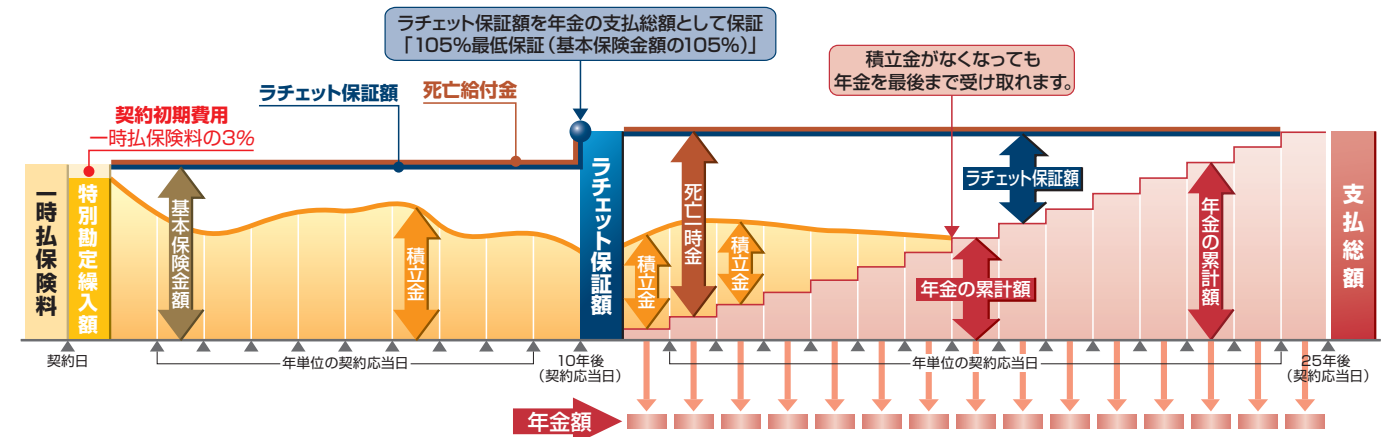 ラチェット保証額を年金の支払総額として保証
「105%最低保証(基本保険金額の105%)」
積立金がなくなっても
年金を最後まで受け取れます。
契約初期費用
一時払保険料の3%
ラチェット保証額
死亡給付金
一時払保険料
特別勘定繰入額
基本保険金額
積立金
ラチェット保証額
積立金
死亡一時金
積立金
ラチェット保証額
年金の累計額
年金の累計額
支払総額
契約日
年単位の契約応当日
10年後
(契約応当日)
年単位の契約応当日
25年後
(契約応当日)
年金額